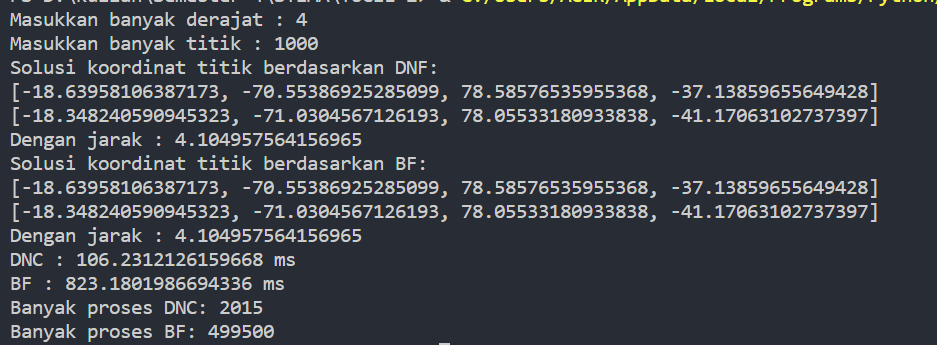 Masukkan banyak derajat : 4
Masukkan banyak titik : 1000
Solusi koordinat titik berdasarkan DNF:
[-18.63958106387173, -70.55386925285099, 78.58576535955368, -37.13859655649428]
[-18.348240590945323, -71.0304567126193, 78.05533180933838, -41.17063102737397]
Dengan jarak : 4.104957564156965
Solusi koordinat titik berdasarkan BF:
[-18.63958106387173, -70.55386925285099, 78.58576535955368, -37.13859655649428]
[-18.348240590945323, -71.0304567126193, 78.05533180933838, -41.17063102737397]
Dengan jarak : 4.104957564156965
DNC : 106.2312126159668 ms
BF : 823.1801986694336 ms
Banyak proses DNC: 2015
Banyak proses BF: 499500